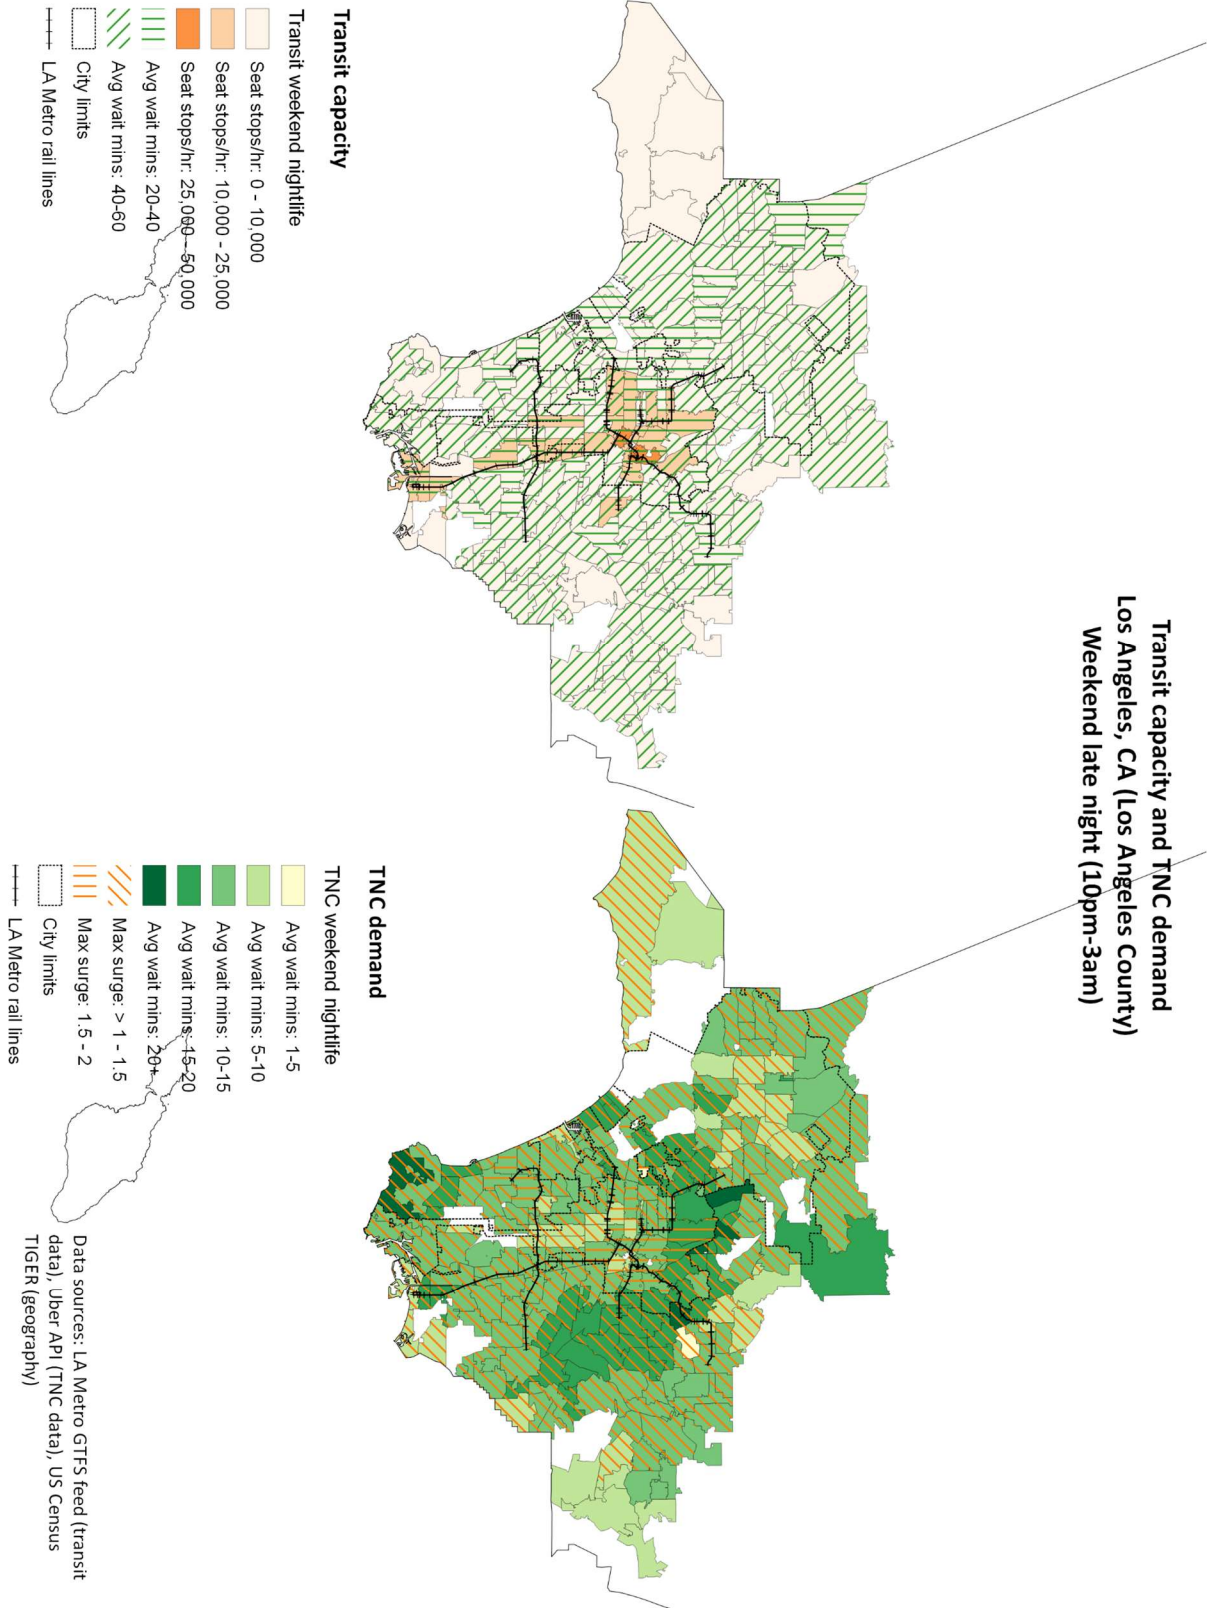 Transit capacity and TNC demand
Los Angeles, CA (Los Angeles County)
Weekend late night (10pm-3am)
Transit capacity
Transit weekend nightlife
Seat stops/hr: 0 - 10,000
Seat stops/hr: 10,000 - 25,000
Seat stops/hr: 25,000 - 50,000
Avg wait mins: 20-40
Avg wait mins: 40-60
City limits
LA Metro rail lines
TNC demand
TNC weekend nightlife
Avg wait mins: 1-5
Avg wait mins: 5-10
Avg wait mins: 10-15
Avg wait mins: 15-20
Avg wait mins: 20+
Max surge: > 1 - 1.5
Max surge: 1.5 - 2
City limits
LA Metro rail lines
Data sources: LA Metro GTFS feed (transit
data), Uber API (TNC data), US Census
TIGER (geography)